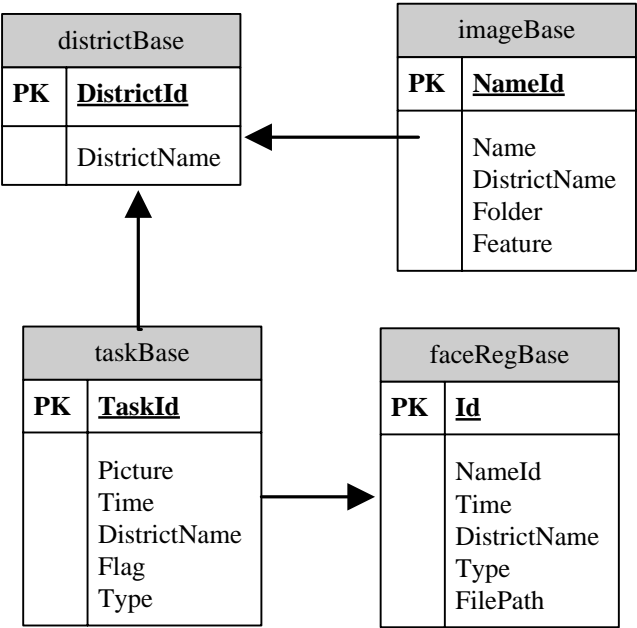 districtBase
PK DistrictId
DistrictName
imageBase
PK NameId
Name
DistrictName
Folder
Feature
taskBase
PK TaskId
Picture
Time
DistrictName
Flag
Type
faceRegBase
PK Id
NameId
Time
DistrictName
Type
FilePath